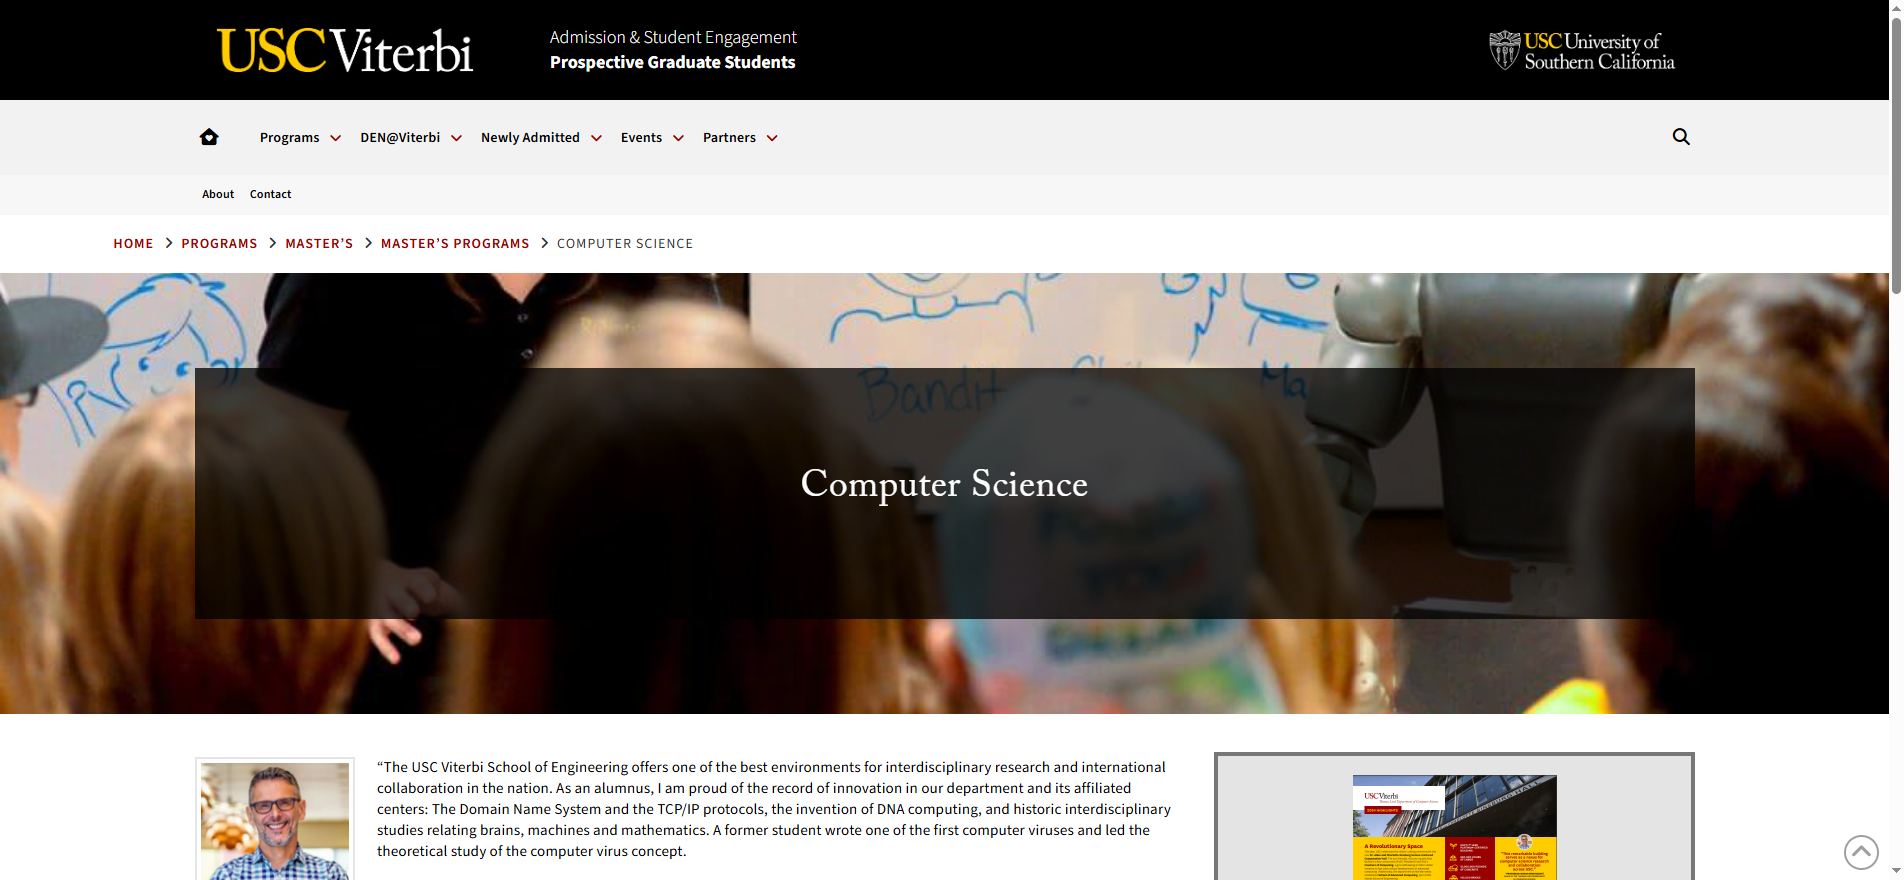 USC Viterbi
Admission & Student Engagement
Prospective Graduate Students
USC University of
Southern California
Programs
DEN@Viterbi
Newly Admitted
Events
Partners
About
Contact
HOME
PROGRAMS
MASTER'S
MASTER'S PROGRAMS
COMPUTER SCIENCE
Bandit
Ma
Computer Science
“The USC Viterbi School of Engineering offers one of the best environments for interdisciplinary research and international
collaboration in the nation. As an alumnus, I am proud of the record of innovation in our department and its affiliated
centers: The Domain Name System and the TCP/IP protocols, the invention of DNA computing, and historic interdisciplinary
studies relating brains, machines and mathematics. A former student wrote one of the first computer viruses and led the
theoretical study of the computer virus concept.
USC Viterbi
A Revolutionary Space